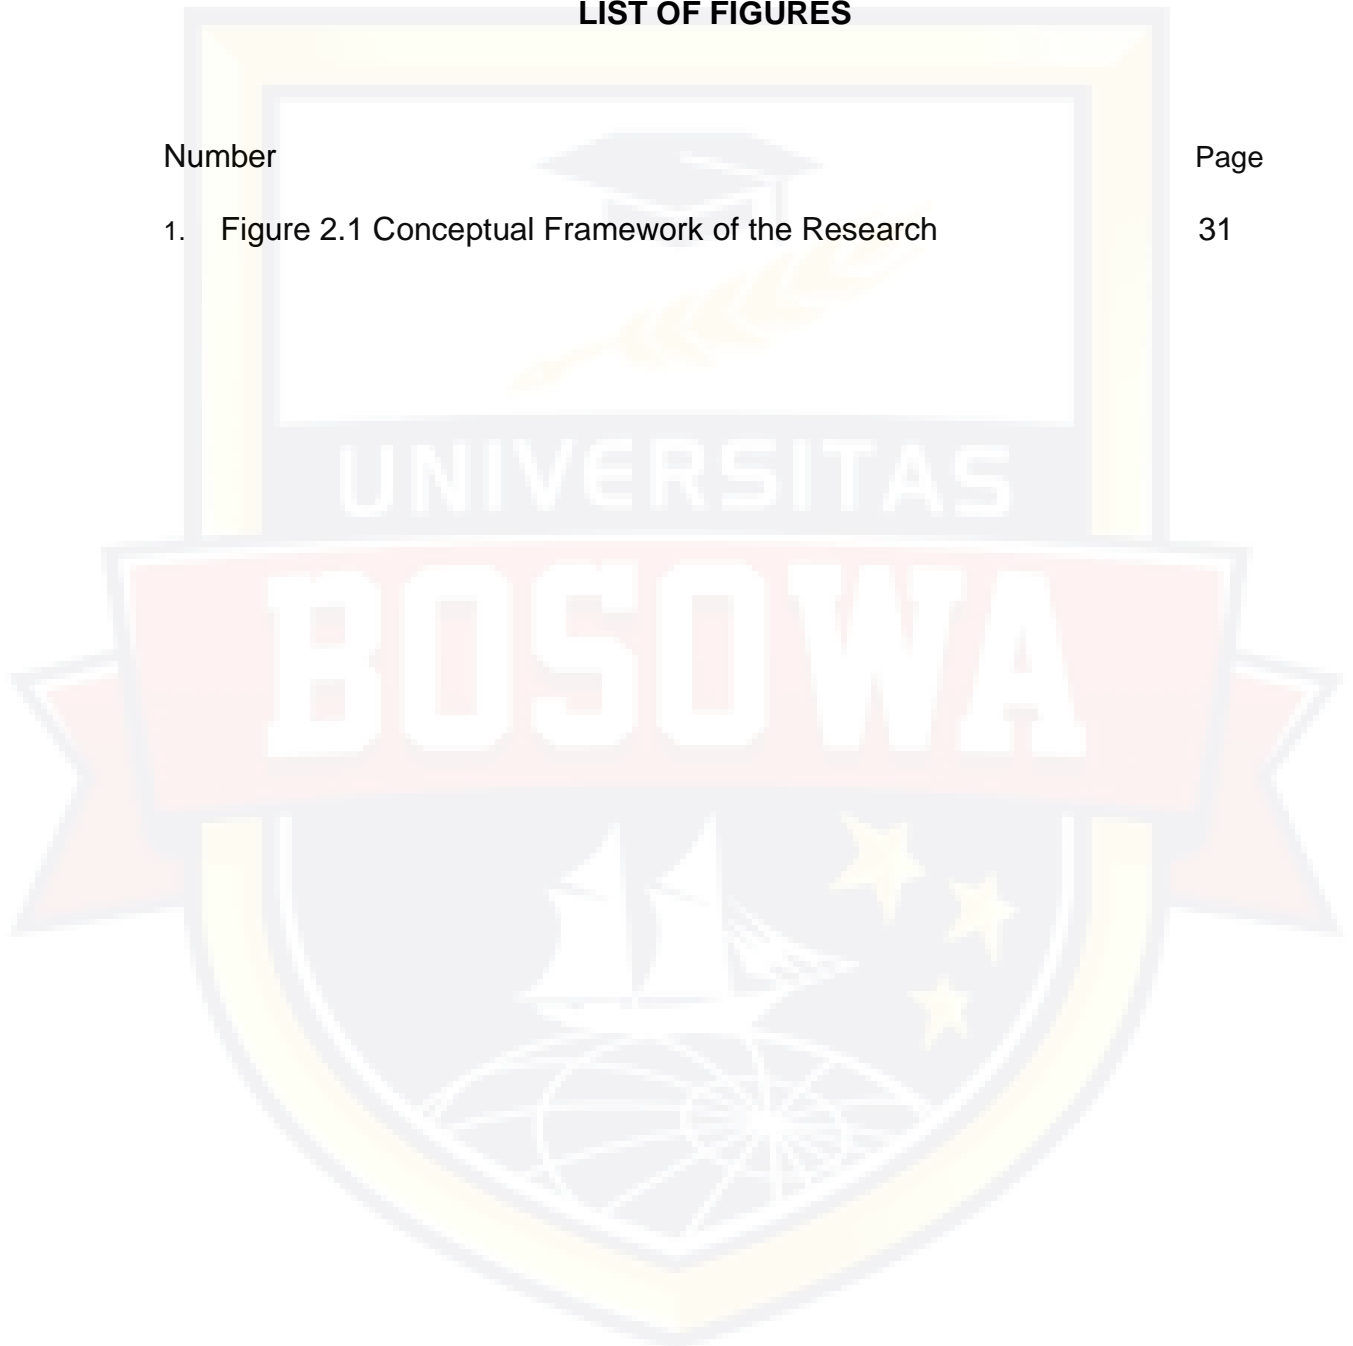 LIST OF FIGURES
Number Page
1. Figure 2.1 Conceptual Framework of the Research 31
UNIVERSITAS
BOSOWA